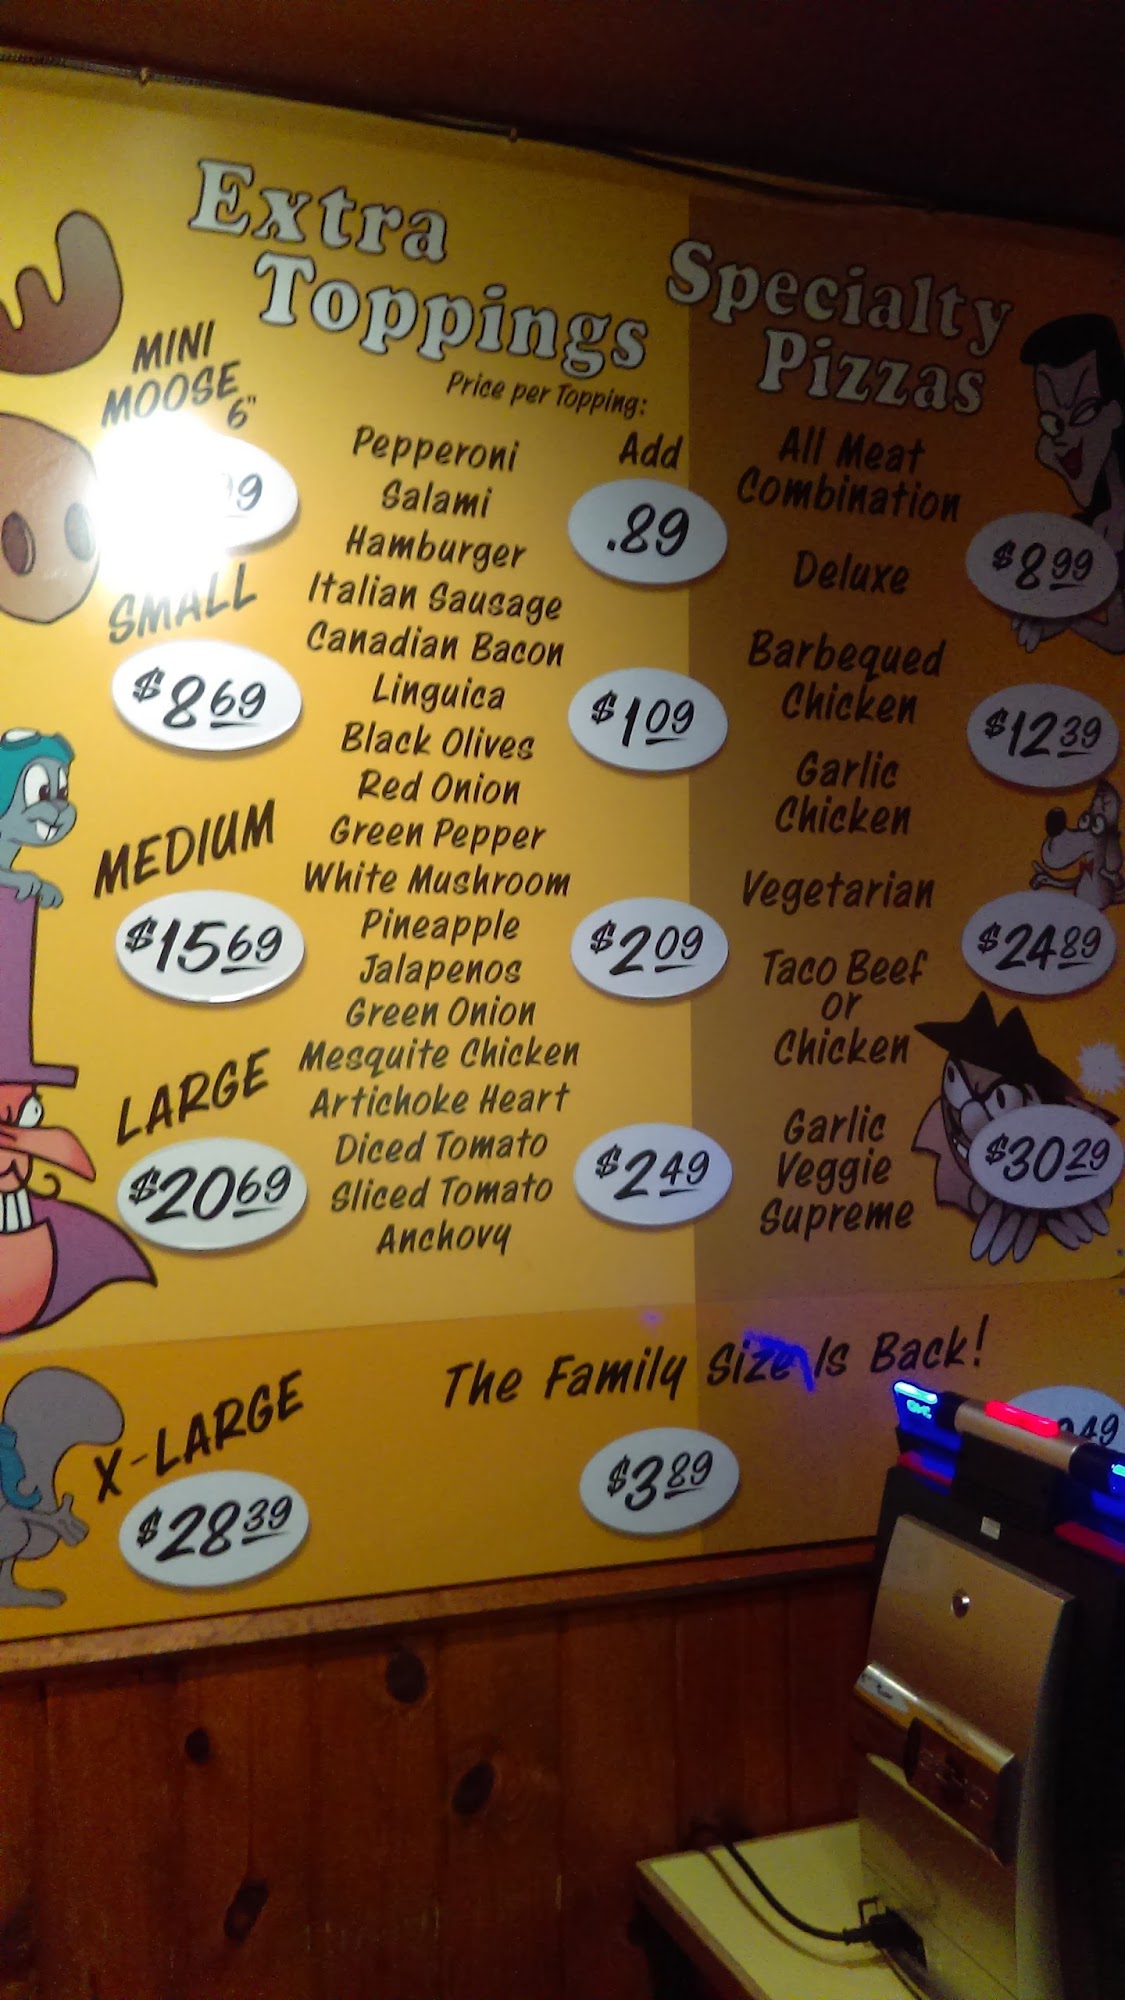 Extra
Toppings
Price per Topping:
Specialty
Pizzas
MINI
MOOSE
6"
SMALL
$8.69
MEDIUM
$15.69
LARGE
$20.69
Pepperoni
Salami
Hamburger
Italian Sausage
Canadian Bacon
Linguica
Black Olives
Red Onion
Green Pepper
White Mushroom
Pineapple
Jalapenos
Green Onion
Mesquite Chicken
Artichoke Heart
Diced Tomato
Sliced Tomato
Anchovy
Add
.89
$1.09
$2.09
$2.49
All Meat
Combination
Deluxe
Barbequed
Chicken
Garlic
Chicken
Vegetarian
Taco Beef
or
Chicken
Garlic
Veggie
Supreme
$8.99
$12.39
$24.89
$30.29
X-LARGE
$28.39
The Family Size Is Back!
$3.89